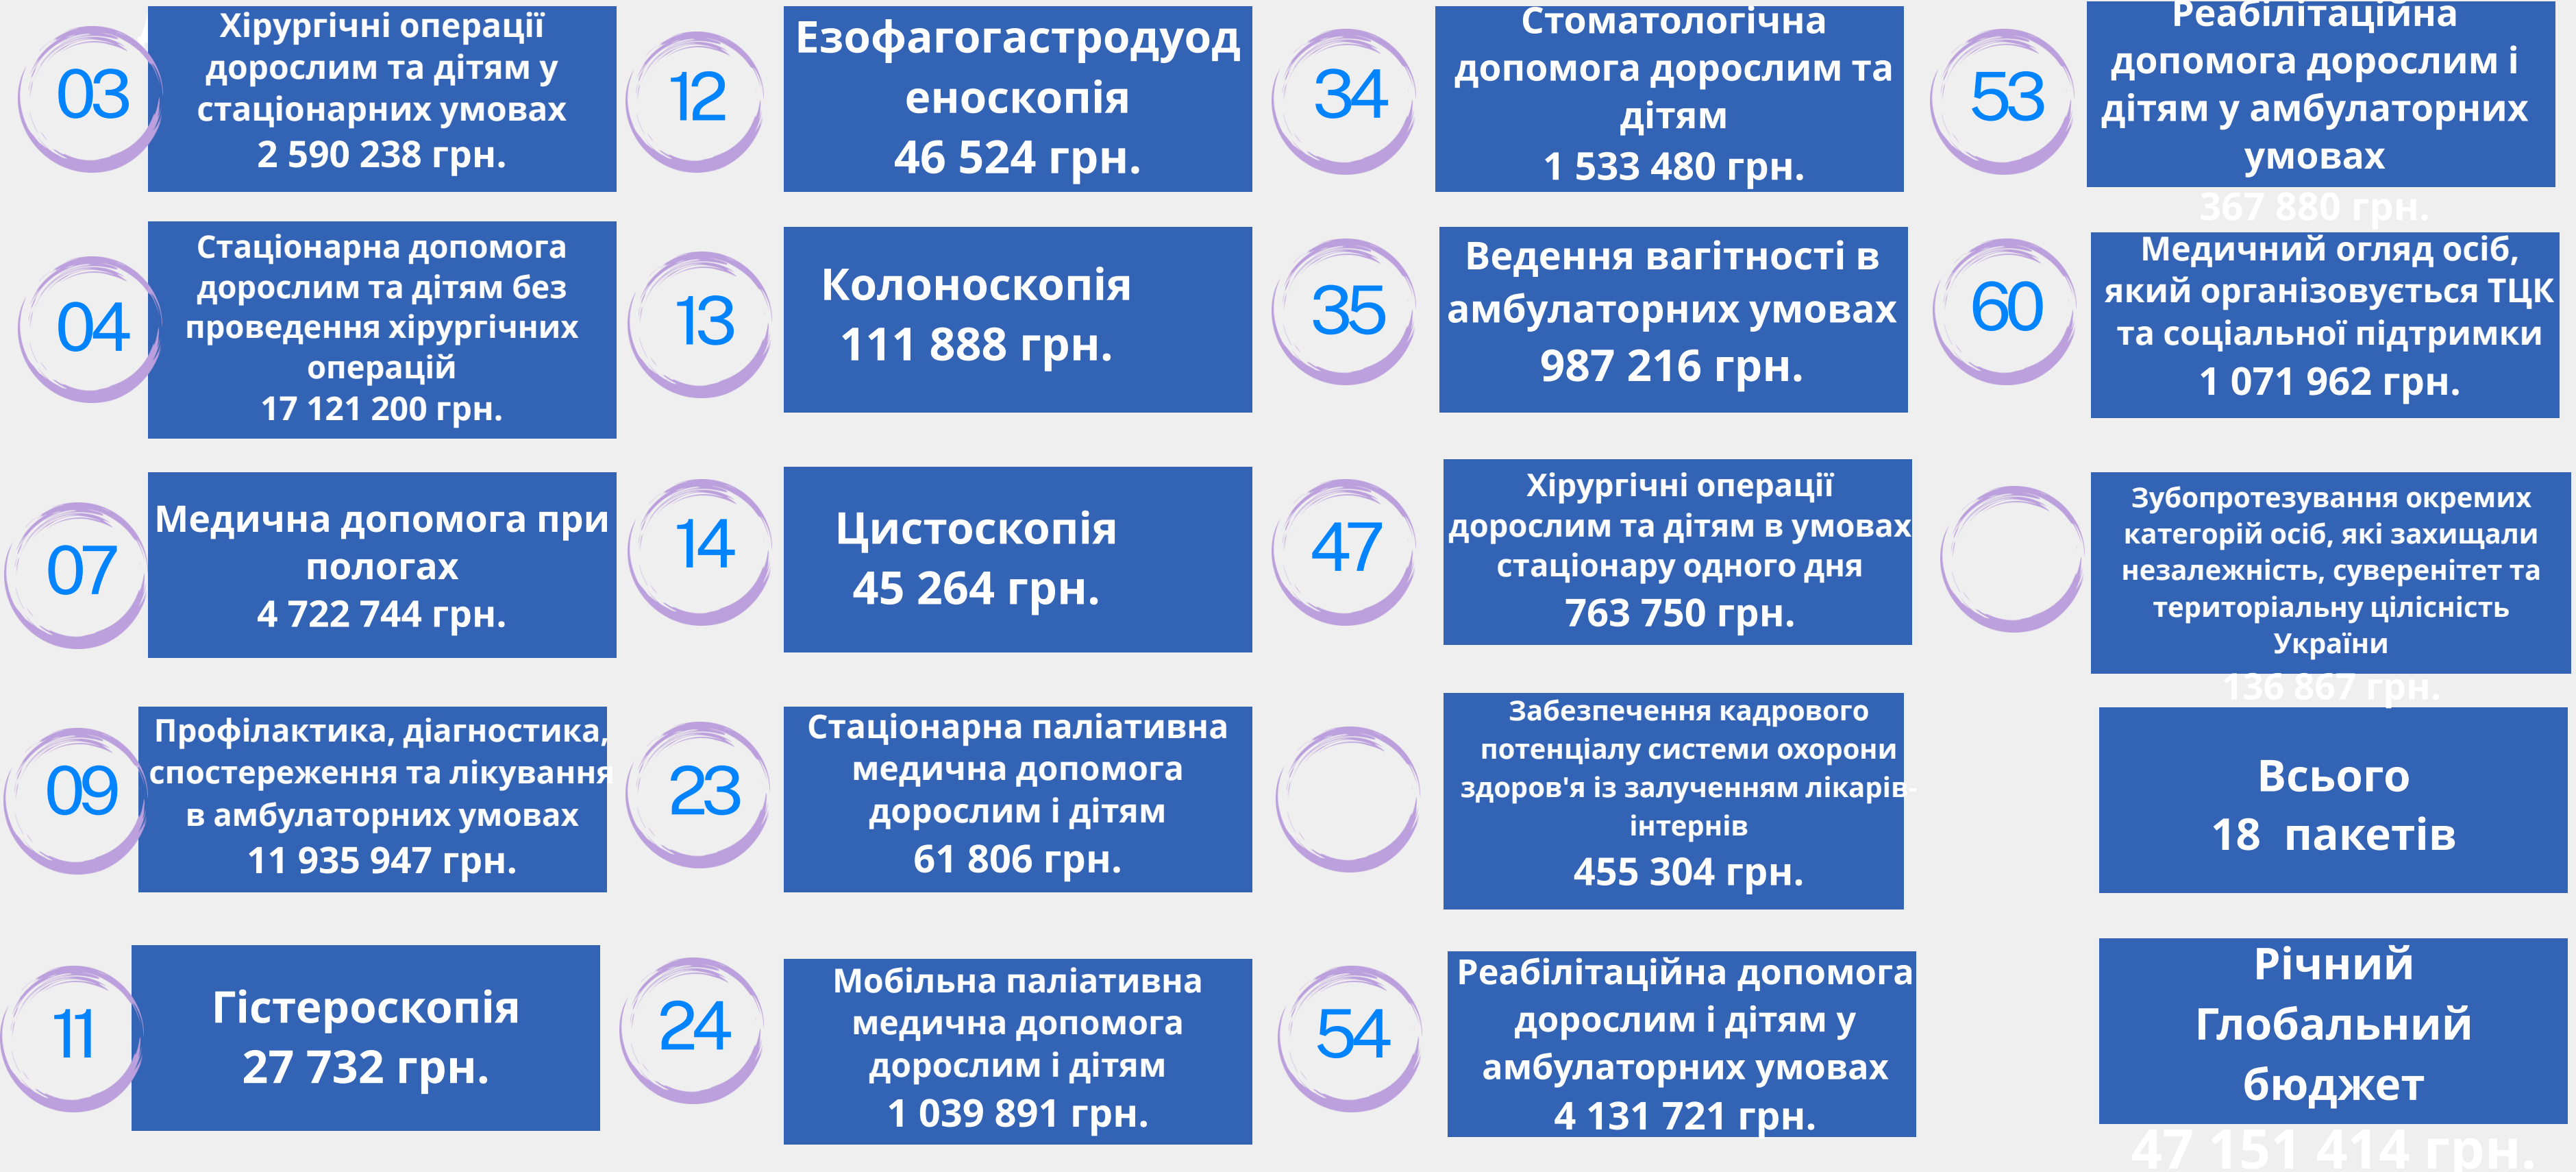 03
Хірургічні операції
дорослим та дітям у
стаціонарних умовах
2 590 238 грн.
04
Стаціонарна допомога
дорослим та дітям без
проведення хірургічних
операцій
17 121 200 грн.
07
Медична допомога при
пологах
4 722 744 грн.
09
Профілактика, діагностика,
спостереження та лікування
в амбулаторних умовах
11 935 947 грн.
11
Гістероскопія
27 732 грн.
12
Езофагогастродуод
еноскопія
46 524 грн.
13
Колоноскопія
111 888 грн.
14
Цистоскопія
45 264 грн.
23
Стаціонарна паліативна
медична допомога
дорослим і дітям
61 806 грн.
24
Мобільна паліативна
медична допомога
дорослим і дітям
1 039 891 грн.
34
Стоматологічна
допомога дорослим та
дітям
1 533 480 грн.
35
Ведення вагітності в
амбулаторних умовах
987 216 грн.
47
Хірургічні операції
дорослим та дітям в умовах
стаціонару одного дня
763 750 грн.
Забезпечення кадрового
потенціалу системи охорони
здоров'я із залученням лікарів-
інтернів
455 304 грн.
54
Реабілітаційна допомога
дорослим і дітям у
амбулаторних умовах
4 131 721 грн.
53
Реабілітаційна
допомога дорослим і
дітям у амбулаторних
умовах
367 880 грн.
60
Медичний огляд осіб,
який організовується ТЦК
та соціальної підтримки
1 071 962 грн.
Зубопротезування окремих
категорій осіб, які захищали
незалежність, суверенітет та
територіальну цілісність
України
136 867 грн.
Всього
18 пакетів
Річний
Глобальний
бюджет
47 151 414 грн.